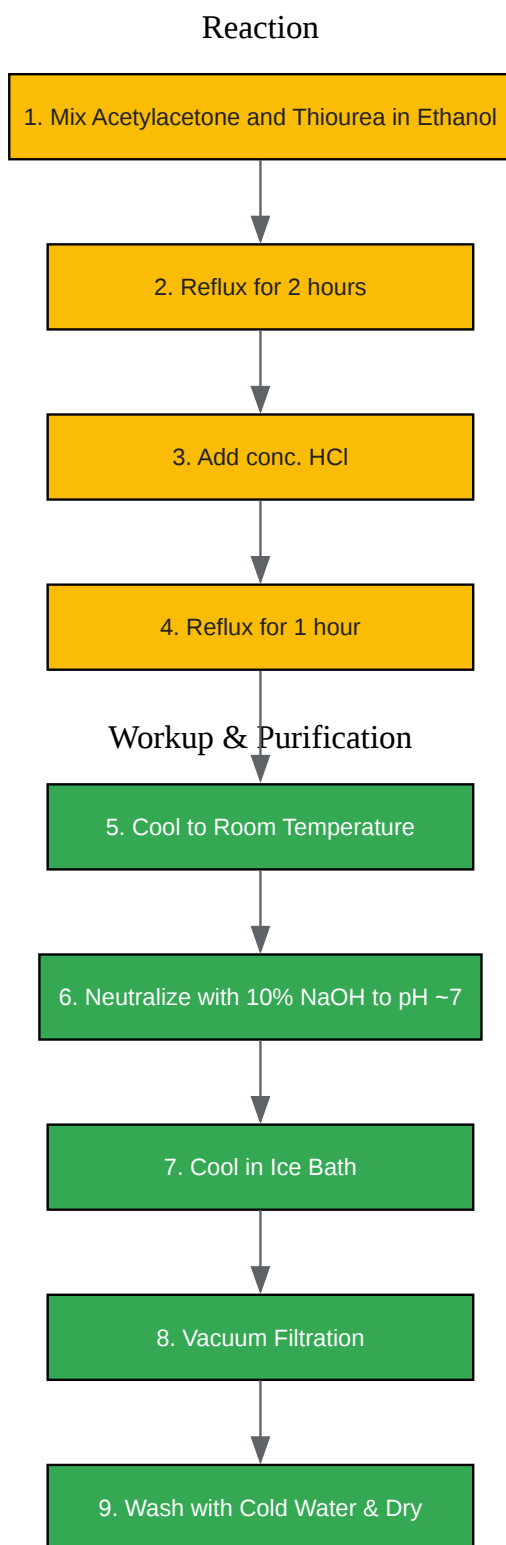 Reaction
1. Mix Acetylacetone and Thiourea in Ethanol
2. Reflux for 2 hours
3. Add conc. HCl
4. Reflux for 1 hour
Workup & Purification
5. Cool to Room Temperature
6. Neutralize with 10% NaOH to pH ~7
7. Cool in Ice Bath
8. Vacuum Filtration
9. Wash with Cold Water & Dry